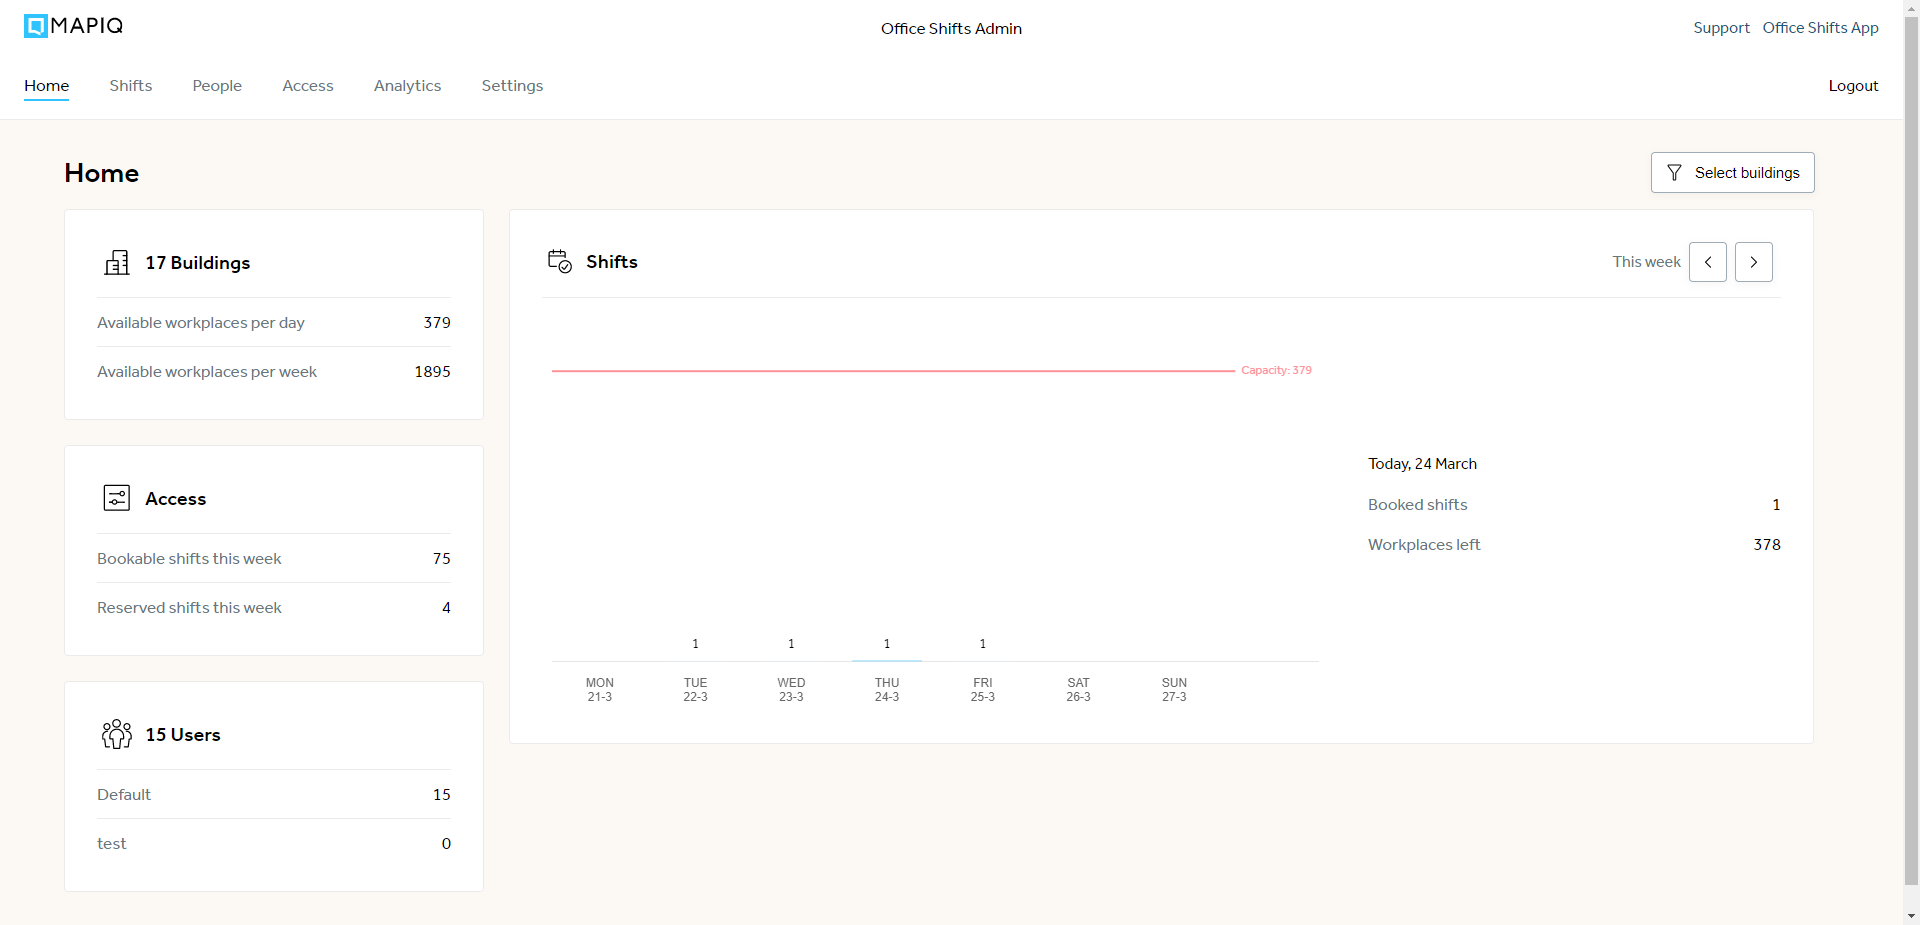 MAPIQ
Office Shifts Admin
Support Office Shifts App
Home Shifts People Access Analytics Settings Logout
Home
Select buildings
17 Buildings
Available workplaces per day 379
Available workplaces per week 1895
Access
Bookable shifts this week 75
Reserved shifts this week 4
15 Users
Default 15
test 0
Shifts
This week
Capacity: 379
1 1 1 1
MON TUE WED THU FRI SAT SUN
21-3 22-3 23-3 24-3 25-3 26-3 27-3
Today, 24 March
Booked shifts 1
Workplaces left 378